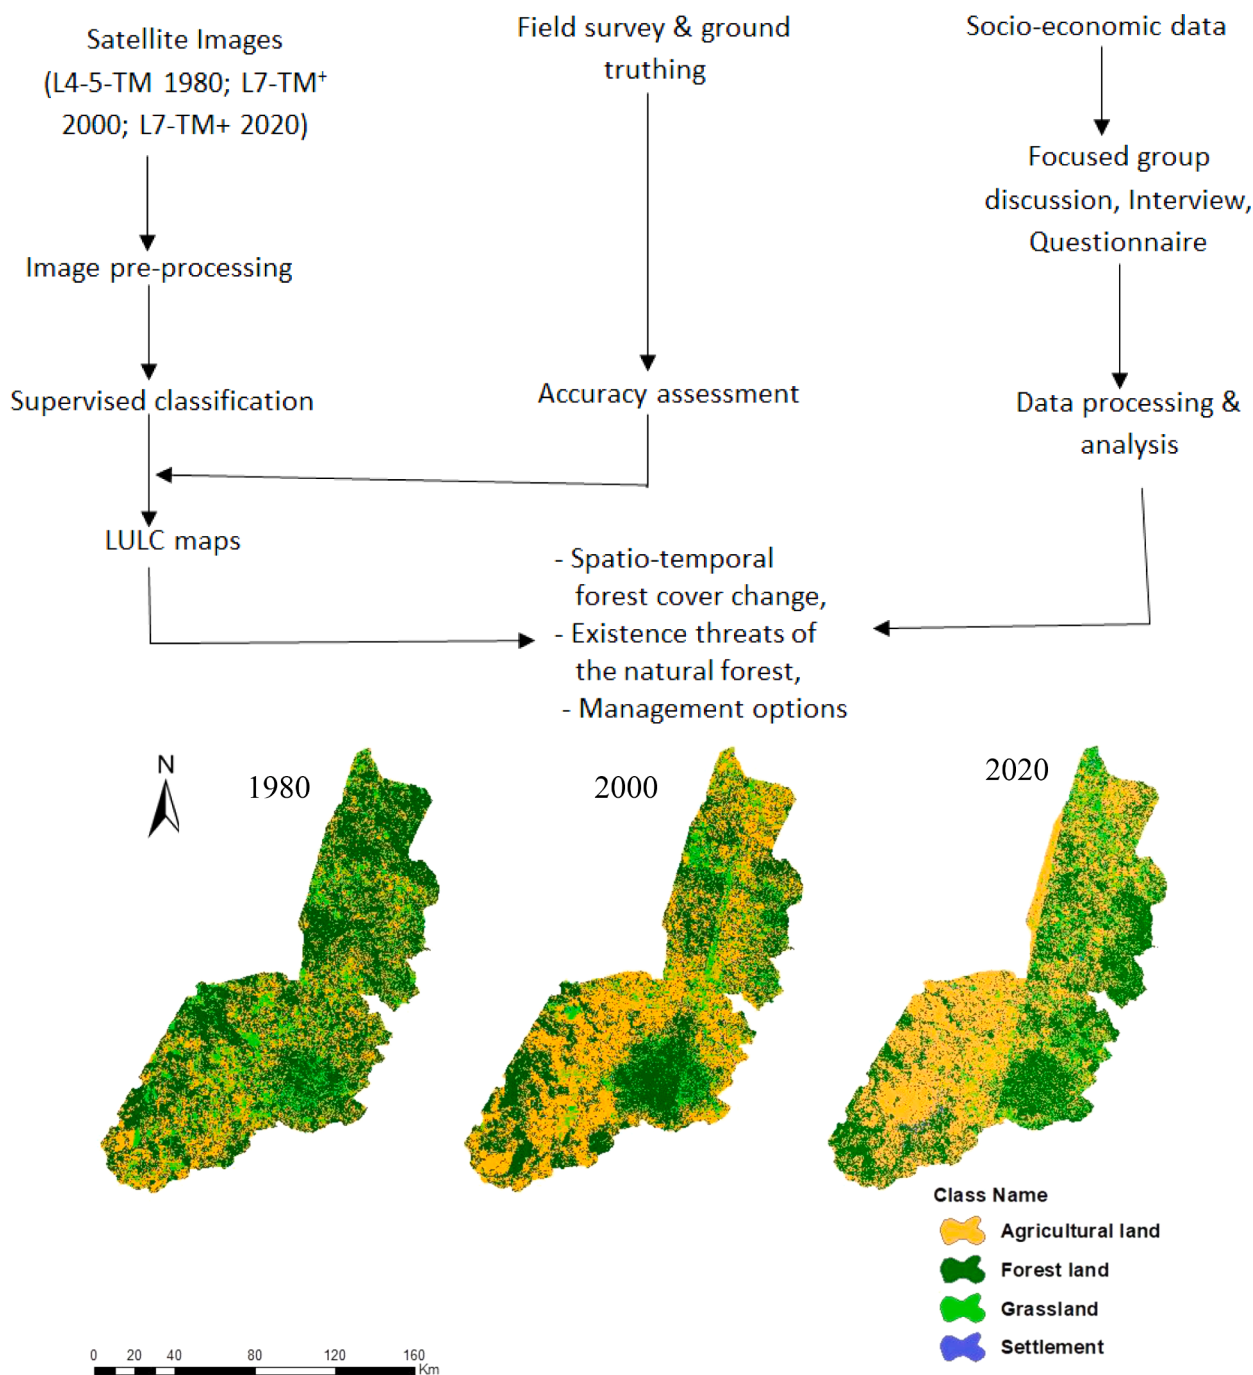 Satellite Images
(L4-5-TM 1980; L7-TM+
2000; L7-TM+ 2020)
Image pre-processing
Supervised classification
LULC maps
Field survey & ground
truthing
Accuracy assessment
Socio-economic data
Focused group
discussion, Interview,
Questionnaire
Data processing &
analysis
- Spatio-temporal
forest cover change,
- Existence threats of
the natural forest,
- Management options
N
1980
2000
2020
Class Name
Agricultural land
Forest land
Grassland
Settlement
0 20 40 80 120 160
Km